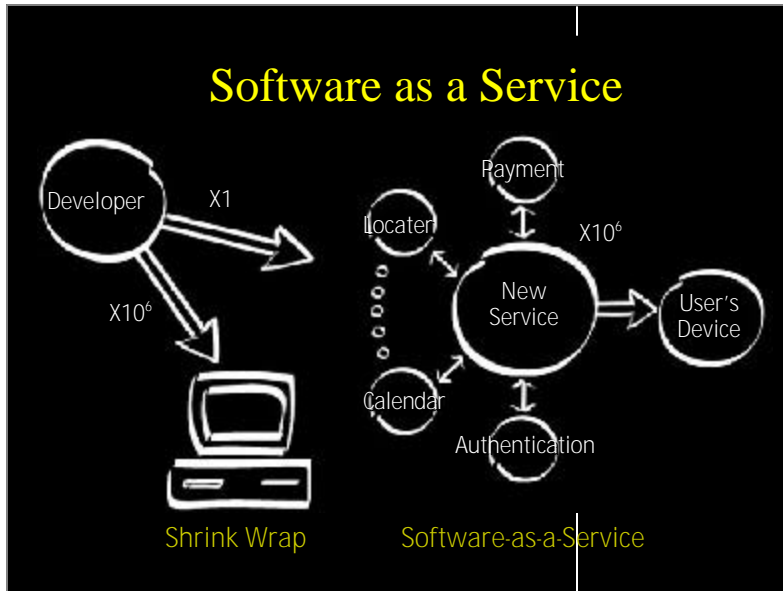 Software as a Service
Developer
X1
X10⁶
Payment
Locater
X10⁶
New
Service
User's
Device
Calendar
Authentication
Shrink Wrap
Software-as-a-Service